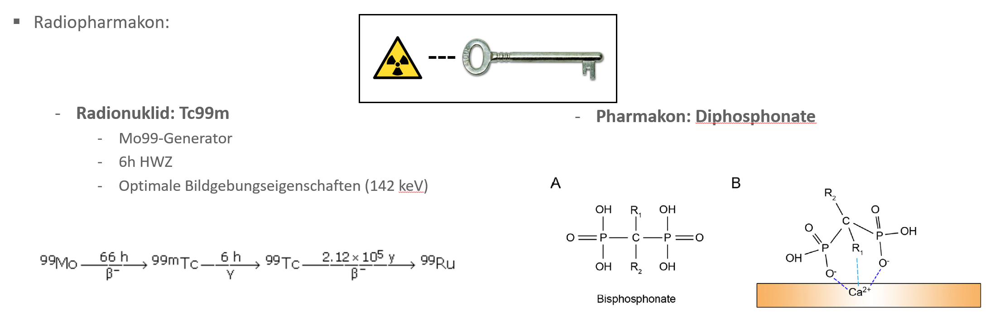 ▪ Radiopharmakon:
- Radionuklid: Tc99m
- Mo99-Generator
- 6h HWZ
- Optimale Bildgebungseigenschaften (142 keV)
99Mo 66 h β⁻ → 99mTc 6 h γ → 99Tc 2.12 × 10⁵ y β⁻ → 99Ru
- Pharmakon: Diphosphonate
A
OH R₁ OH
O P C P O
OH R₂ OH
Bisphosphonate
B
R₂
O
C
O OH
P P
OH R₁
O⁻
O⁻
Ca²⁺